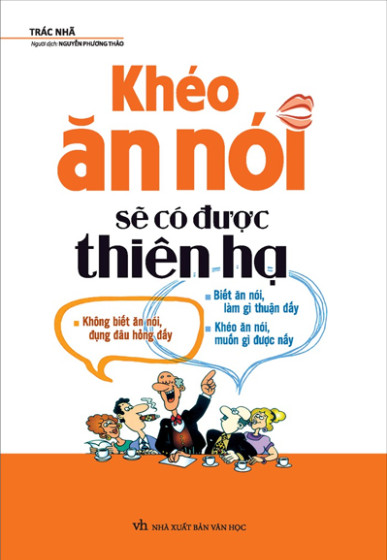 TRÁC NHÃ
Người dịch: NGUYỄN PHƯƠNG THẢO
Khéo
ăn nói
sẽ có được
thiên hạ
▪ Biết ăn nói,
làm gì thuận đấy
▪ Khéo ăn nói,
muốn gì được nấy
▪ Không biết ăn nói,
đụng đâu hỏng đấy
vh NHÀ XUẤT BẢN VĂN HỌC